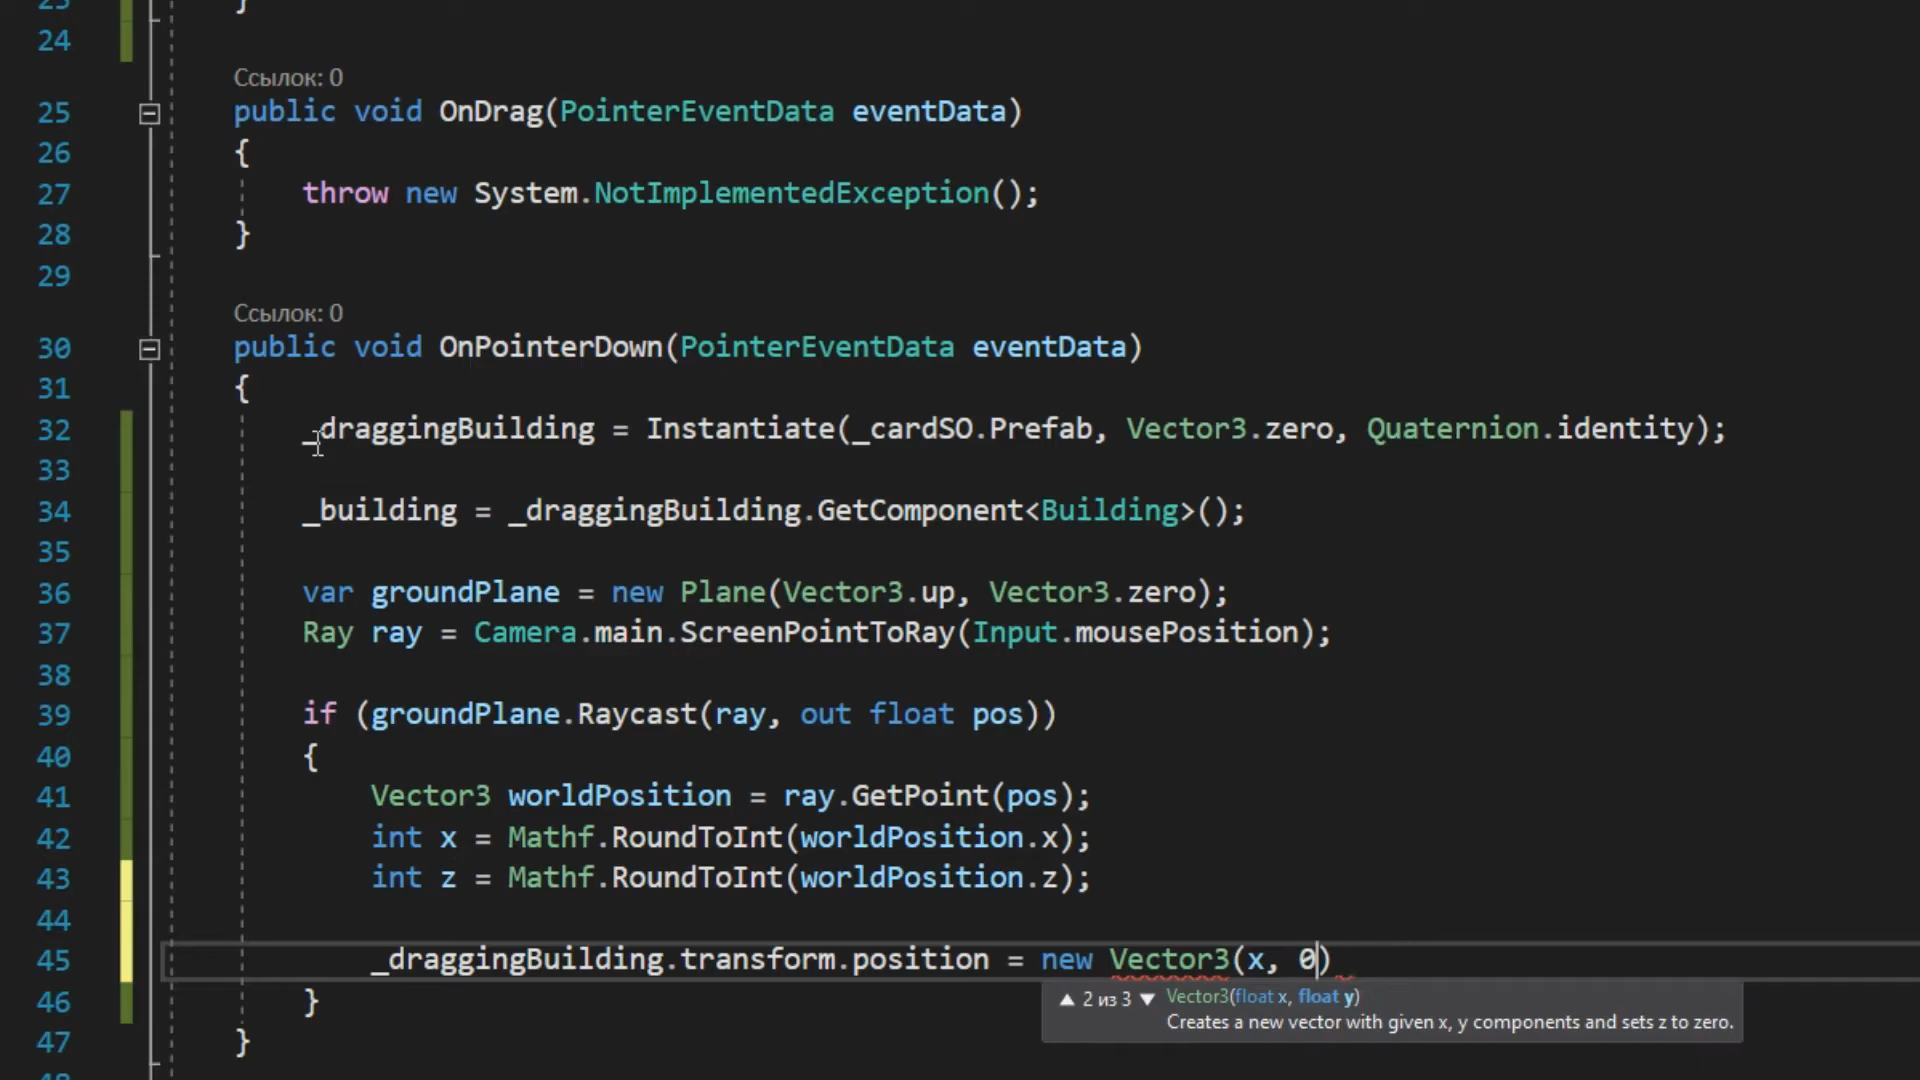 23 }
24
Ссылок: 0
25 public void OnDrag(PointerEventData eventData)
26 {
27 throw new System.NotImplementedException();
28 }
29
Ссылок: 0
30 public void OnPointerDown(PointerEventData eventData)
31 {
32 _draggingBuilding = Instantiate(_cardSO.Prefab, Vector3.zero, Quaternion.identity);
33
34 _building = _draggingBuilding.GetComponent<Building>();
35
36 var groundPlane = new Plane(Vector3.up, Vector3.zero);
37 Ray ray = Camera.main.ScreenPointToRay(Input.mousePosition);
38
39 if (groundPlane.Raycast(ray, out float pos))
40 {
41 Vector3 worldPosition = ray.GetPoint(pos);
42 int x = Mathf.RoundToInt(worldPosition.x);
43 int z = Mathf.RoundToInt(worldPosition.z);
44
45 _draggingBuilding.transform.position = new Vector3(x, 0)
46 }
▲ 2 из 3 ▼ Vector3(float x, float y)
Creates a new vector with given x, y components and sets z to zero.
47 }
48